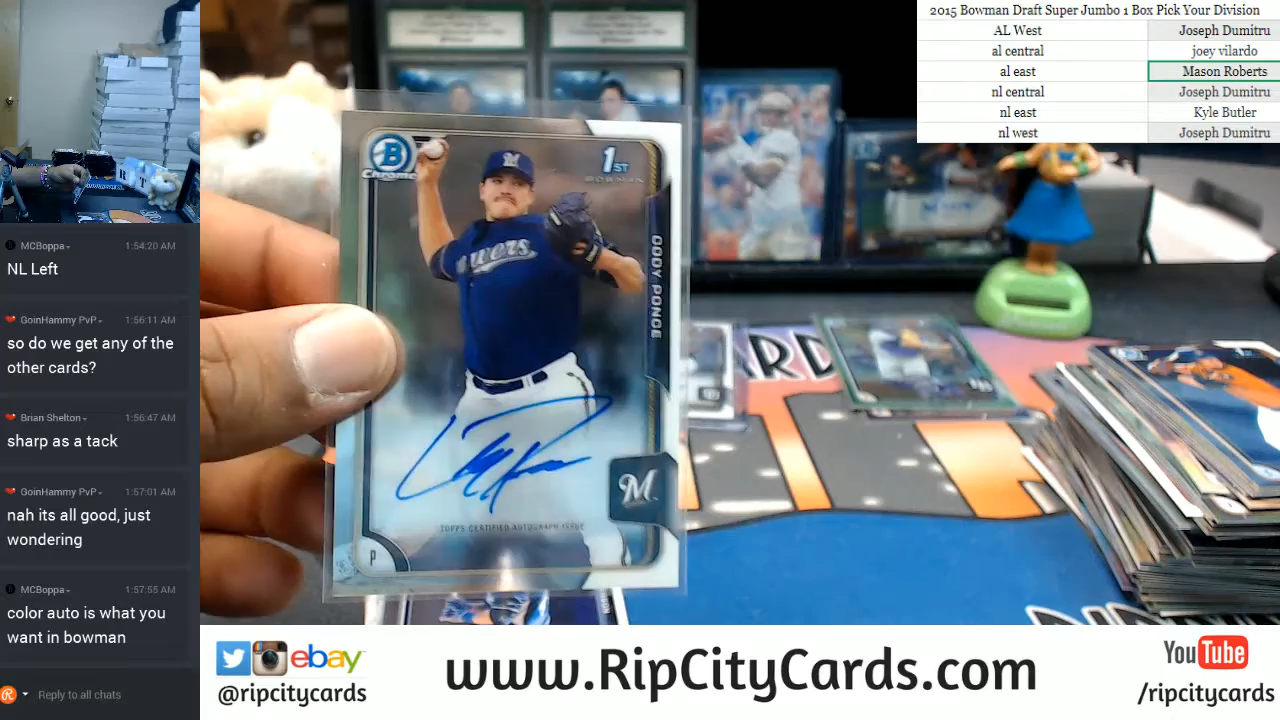 2015 Bowman Draft Super Jumbo 1 Box Pick Your Division
AL West Joseph Dumitru
al central joey vilardo
al east Mason Roberts
nl central Joseph Dumitru
nl east Kyle Butler
nl west Joseph Dumitru
MCBoppa 1:54:20 AM
NL Left
GoinHammy PvP 1:56:11 AM
so do we get any of the
other cards?
Brian Shelton 1:56:47 AM
sharp as a tack
GoinHammy PvP 1:57:01 AM
nah its all good, just
wondering
MCBoppa 1:57:55 AM
color auto is what you
want in bowman
Reply to all chats
B
Chrome
1ST
BOWMAN
M
Brewers
CODY PONCE
M
TOPPS CERTIFIED AUTOGRAPH ISSUE
P
ebay
@ripcitycards
www.RipCityCards.com
YouTube
/ripcitycards